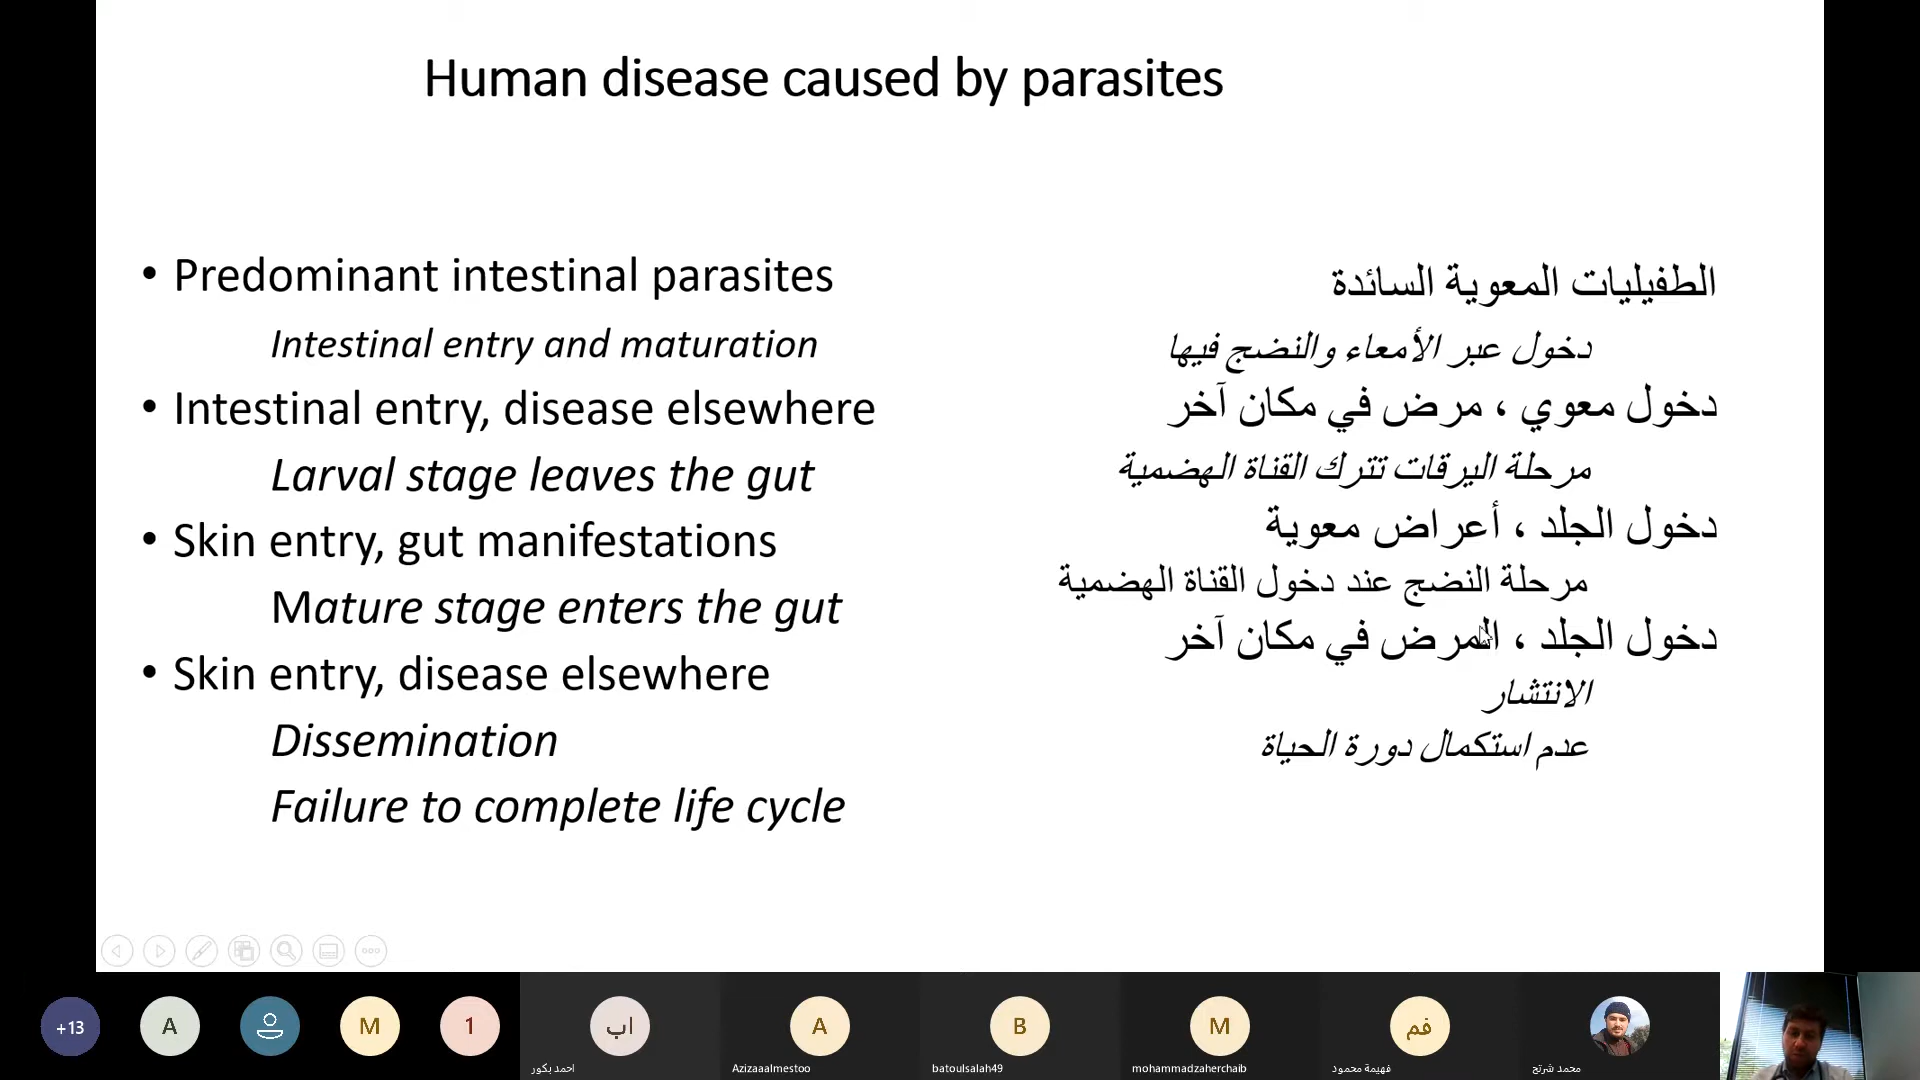 Human disease caused by parasites
• Predominant intestinal parasites
Intestinal entry and maturation
• Intestinal entry, disease elsewhere
Larval stage leaves the gut
• Skin entry, gut manifestations
Mature stage enters the gut
• Skin entry, disease elsewhere
Dissemination
Failure to complete life cycle
الطفيليات المعوية السائدة
دخول عبر الأمعاء والنضج فيها
دخول معوي ، مرض في مكان آخر
مرحلة اليرقات تترك القناة الهضمية
دخول الجلد ، أعراض معوية
مرحلة النضج عند دخول القناة الهضمية
دخول الجلد ، المرض في مكان آخر
الانتشار
عدم استكمال دورة الحياة
+13
A
M
1
اب
احمد بكور
A
Azizaaalmestoo
B
batoulsalah49
M
mohammadzaherchaib
فم
فهيمة محمود
محمد شرتح